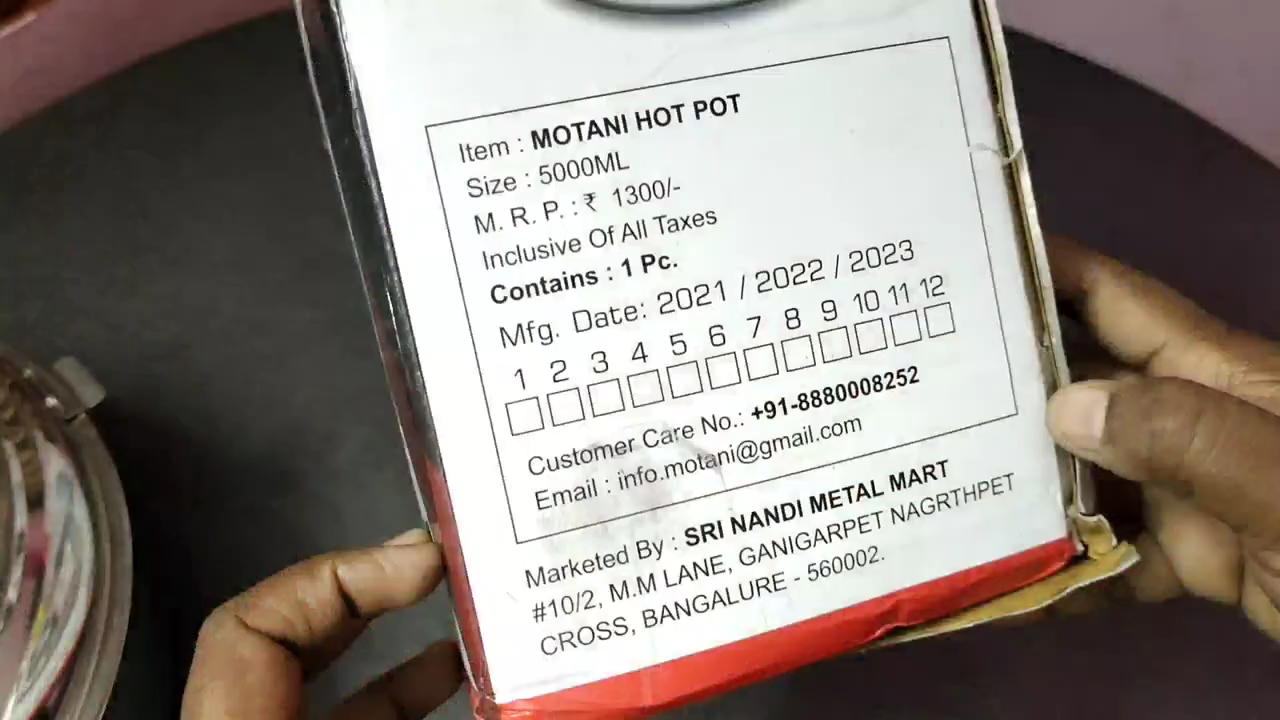 Item : MOTANI HOT POT
Size : 5000ML
M. R. P. : ₹ 1300/-
Inclusive Of All Taxes
Contains : 1 Pc.
Mfg. Date: 2021 / 2022 / 2023
1 2 3 4 5 6 7 8 9 10 11 12
Customer Care No.: +91-8880008252
Email : info.motani@gmail.com
Marketed By : SRI NANDI METAL MART
#10/2, M.M LANE, GANIGARPET NAGRTHPET
CROSS, BANGALURE - 560002.